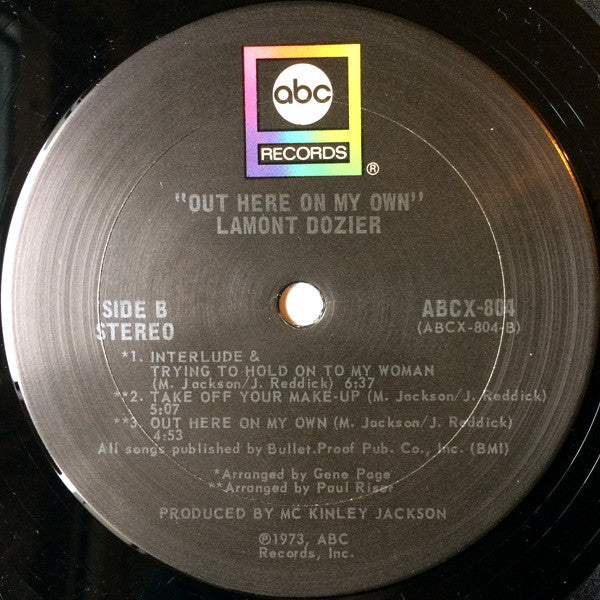 abc
RECORDS
®
"OUT HERE ON MY OWN"
LAMONT DOZIER
SIDE B
STEREO
ABCX-804
(ABCX-804-B)
*1. INTERLUDE &
TRYING TO HOLD ON TO MY WOMAN
(M. Jackson/J. Reddick) 6:37
**2. TAKE OFF YOUR MAKE-UP (M. Jackson/J. Reddick)
5:07
**3. OUT HERE ON MY OWN (M. Jackson/J. Reddick)
4:53
All songs published by Bullet.Proof Pub. Co., Inc. (BMI)
*Arranged by Gene Page
**Arranged by Paul Riser
PRODUCED BY MC KINLEY JACKSON
℗1973, ABC
Records, Inc.